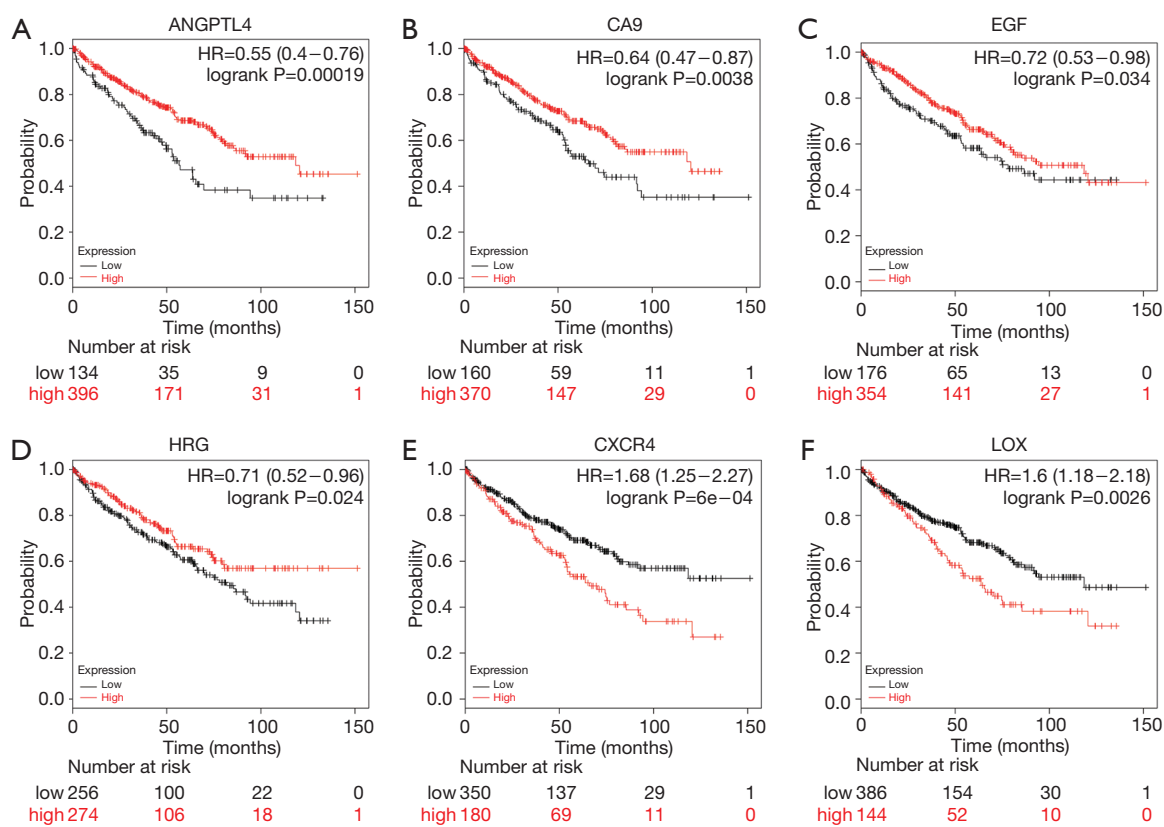 A
ANGPTL4
HR=0.55 (0.4–0.76)
logrank P=0.00019
1.0
0.8
0.6
0.4
0.2
0.0
Probability
Expression
Low
High
0 50 100 150
Time (months)
Number at risk
low 134 35 9 0
high 396 171 31 1
B
CA9
HR=0.64 (0.47–0.87)
logrank P=0.0038
1.0
0.8
0.6
0.4
0.2
0.0
Probability
Expression
Low
High
0 50 100 150
Time (months)
Number at risk
low 160 59 11 1
high 370 147 29 0
C
EGF
HR=0.72 (0.53–0.98)
logrank P=0.034
1.0
0.8
0.6
0.4
0.2
0.0
Probability
Expression
Low
High
0 50 100 150
Time (months)
Number at risk
low 176 65 13 0
high 354 141 27 1
D
HRG
HR=0.71 (0.52–0.96)
logrank P=0.024
1.0
0.8
0.6
0.4
0.2
0.0
Probability
Expression
Low
High
0 50 100 150
Time (months)
Number at risk
low 256 100 22 0
high 274 106 18 1
E
CXCR4
HR=1.68 (1.25–2.27)
logrank P=6e–04
1.0
0.8
0.6
0.4
0.2
0.0
Probability
Expression
Low
High
0 50 100 150
Time (months)
Number at risk
low 350 137 29 1
high 180 69 11 0
F
LOX
HR=1.6 (1.18–2.18)
logrank P=0.0026
1.0
0.8
0.6
0.4
0.2
0.0
Probability
Expression
Low
High
0 50 100 150
Time (months)
Number at risk
low 386 154 30 1
high 144 52 10 0